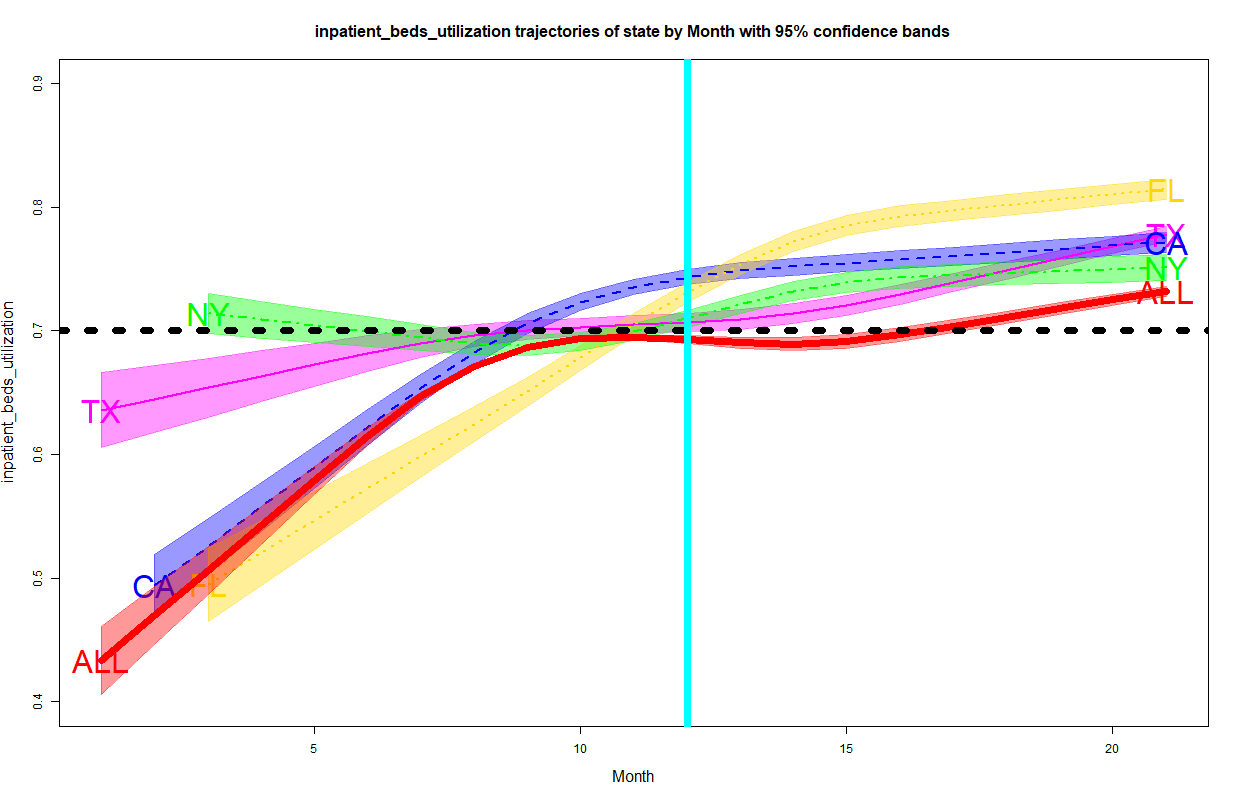 inpatient_beds_utilization trajectories of state by Month with 95% confidence bands
inpatient_beds_utilization
0.9
0.8
0.7
0.6
0.5
0.4
FL
TX
CA
NY
ALL
NY
TX
CA
FL
ALL
5
10
15
20
Month